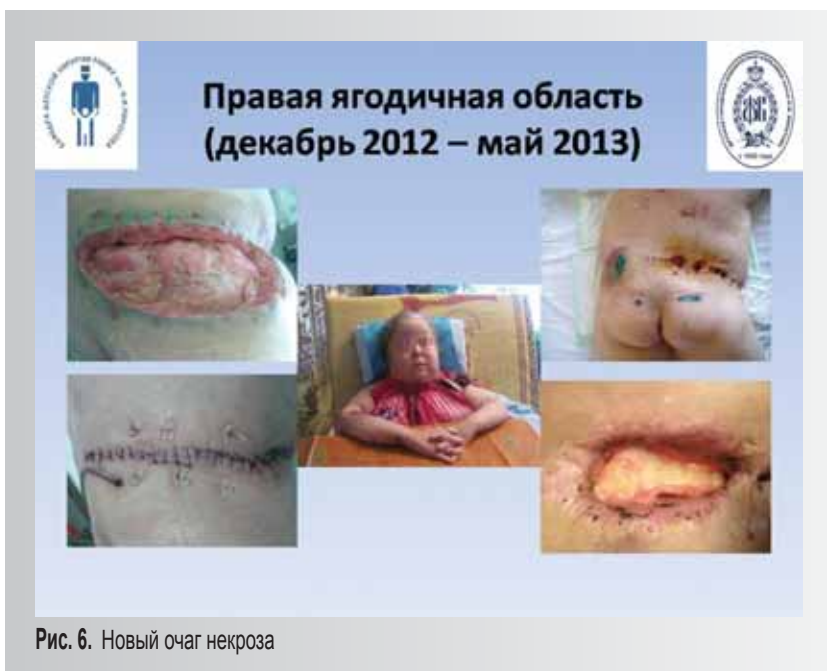 Правая ягодичная область
(декабрь 2012 – май 2013)
Рис. 6. Новый очаг некроза